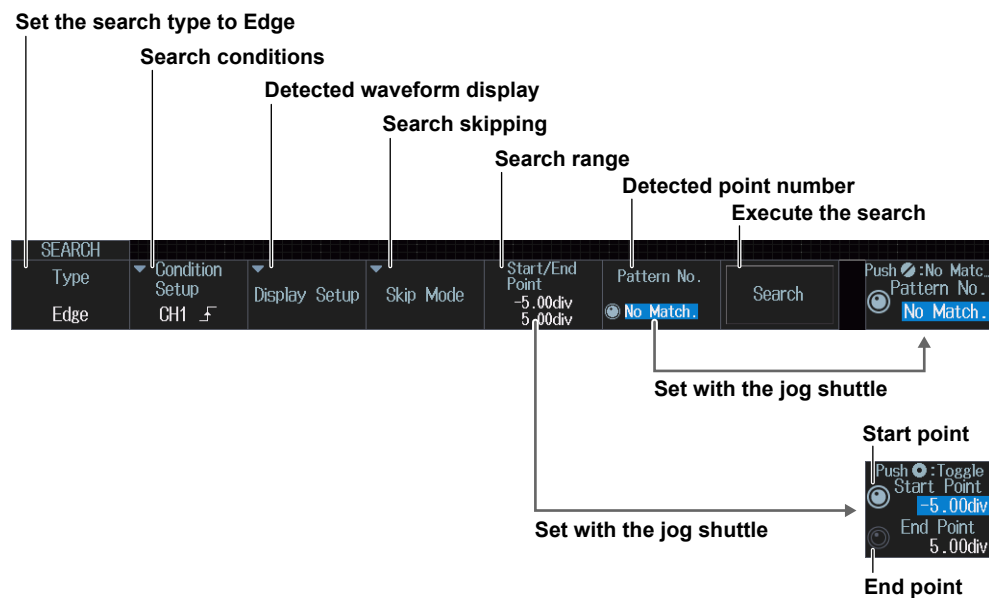 Set the search type to Edge
Search conditions
Detected waveform display
Search skipping
Search range
Detected point number
Execute the search
SEARCH
Type
Edge
Condition
Setup
CH1
Display Setup
Skip Mode
Start/End
Point
-5.00div
5.00div
Pattern No.
No Match.
Search
Push :No Matc..
Pattern No.
No Match.
Set with the jog shuttle
Start point
Push :Toggle
Start Point
-5.00div
End Point
5.00div
Set with the jog shuttle
End point